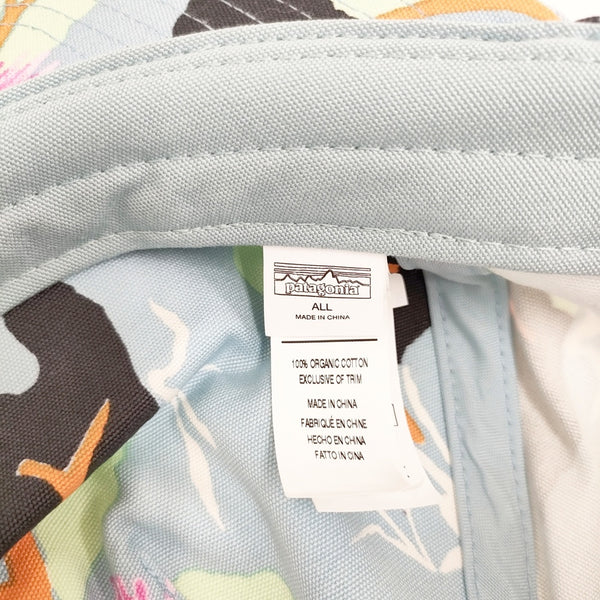 patagonia
ALL
MADE IN CHINA
100% ORGANIC COTTON
EXCLUSIVE OF TRIM
MADE IN CHINA
FABRIQUÉ EN CHINE
HECHO EN CHINA
FATTO IN CINA